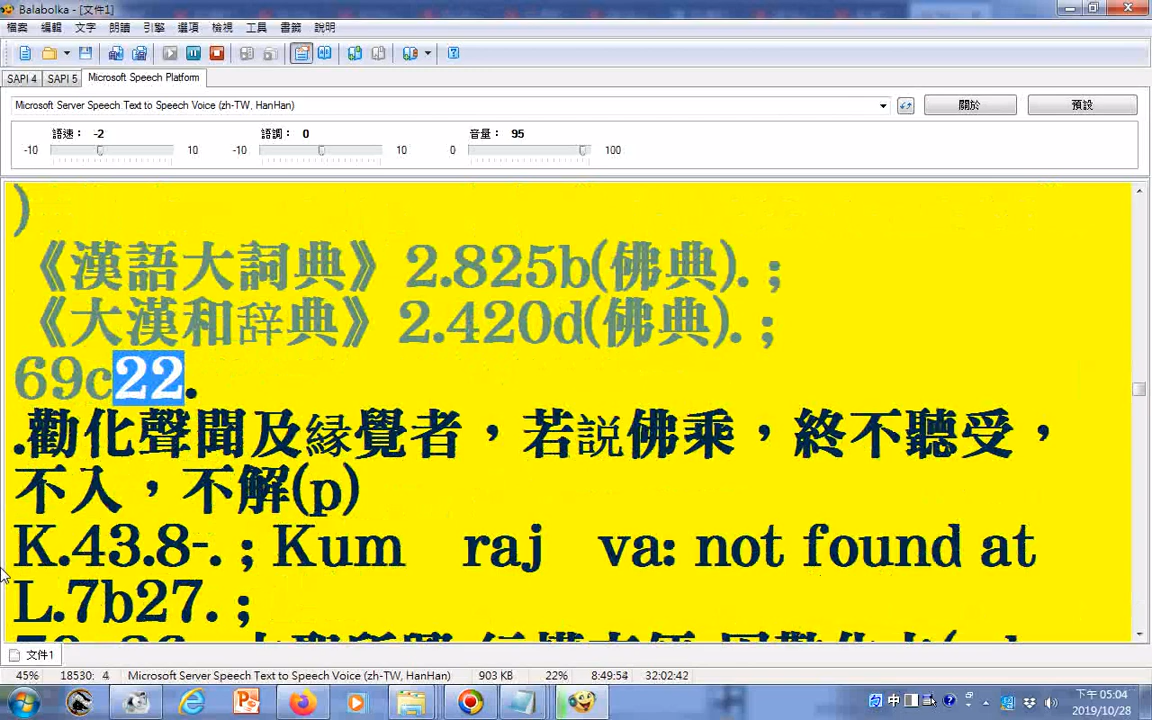 Balabolka - [文件1]
檔案 編輯 文字 朗讀 引擎 選項 檢視 工具 書籤 說明
SAPI 4 SAPI 5 Microsoft Speech Platform
Microsoft Server Speech Text to Speech Voice (zh-TW, HanHan) 關於 預設
語速： -2 語調： 0 音量： 95
-10 10 -10 10 0 100
)
《漢語大詞典》 2.825b(佛典). ;
《大漢和辞典》 2.420d(佛典). ;
69c22.
.勸化聲聞及縁覺者，若説佛乘，終不聽受，
不入，不解(p)
K.43.8-. ; Kum raj va: not found at
L.7b27. ;
文件1
45% 18530: 4 Microsoft Server Speech Text to Speech Voice (zh-TW, HanHan) 903 KB 22% 8:49:54 32:02:42
中 下午 05:04
2019/10/28